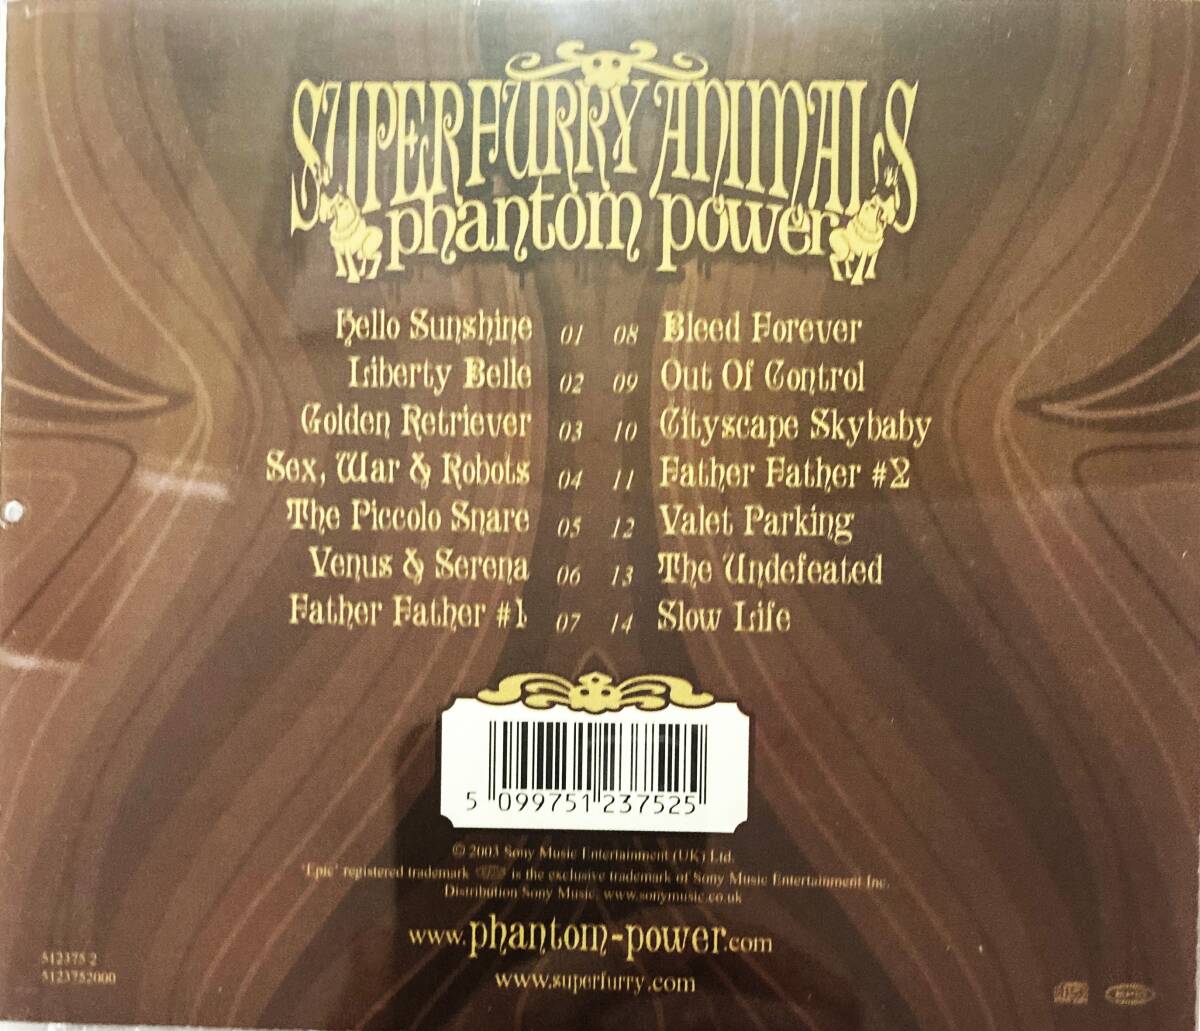 SUPER FURRY ANIMALS
phantom power
Hello Sunshine 01
Liberty Belle 02
Golden Retriever 03
Sex, War & Robots 04
The Piccolo Snare 05
Venus & Serena 06
Father Father #1 07
08 Bleed Forever
09 Out Of Control
10 Cityscape Skybaby
11 Father Father #2
12 Valet Parking
13 The Undefeated
14 Slow Life
5 099751 237525
© 2003 Sony Music Entertainment (UK) Ltd.
'Epic' registered trademark is the exclusive trademark of Sony Music Entertainment Inc.
Distribution Sony Music. www.sonymusic.co.uk
www.phantom-power.com
www.superfurry.com
512375 2
5123752000
EPIC